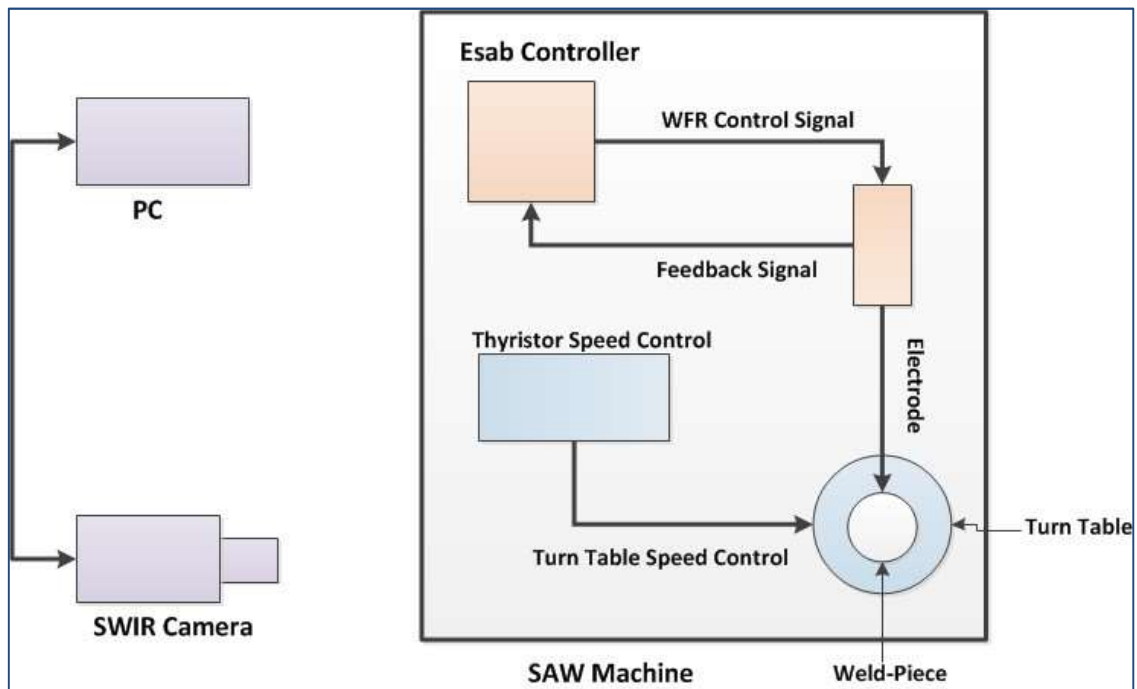 Esab Controller
WFR Control Signal
PC
Feedback Signal
Thyristor Speed Control
Electrode
Turn Table
Turn Table Speed Control
SWIR Camera
SAW Machine
Weld-Piece